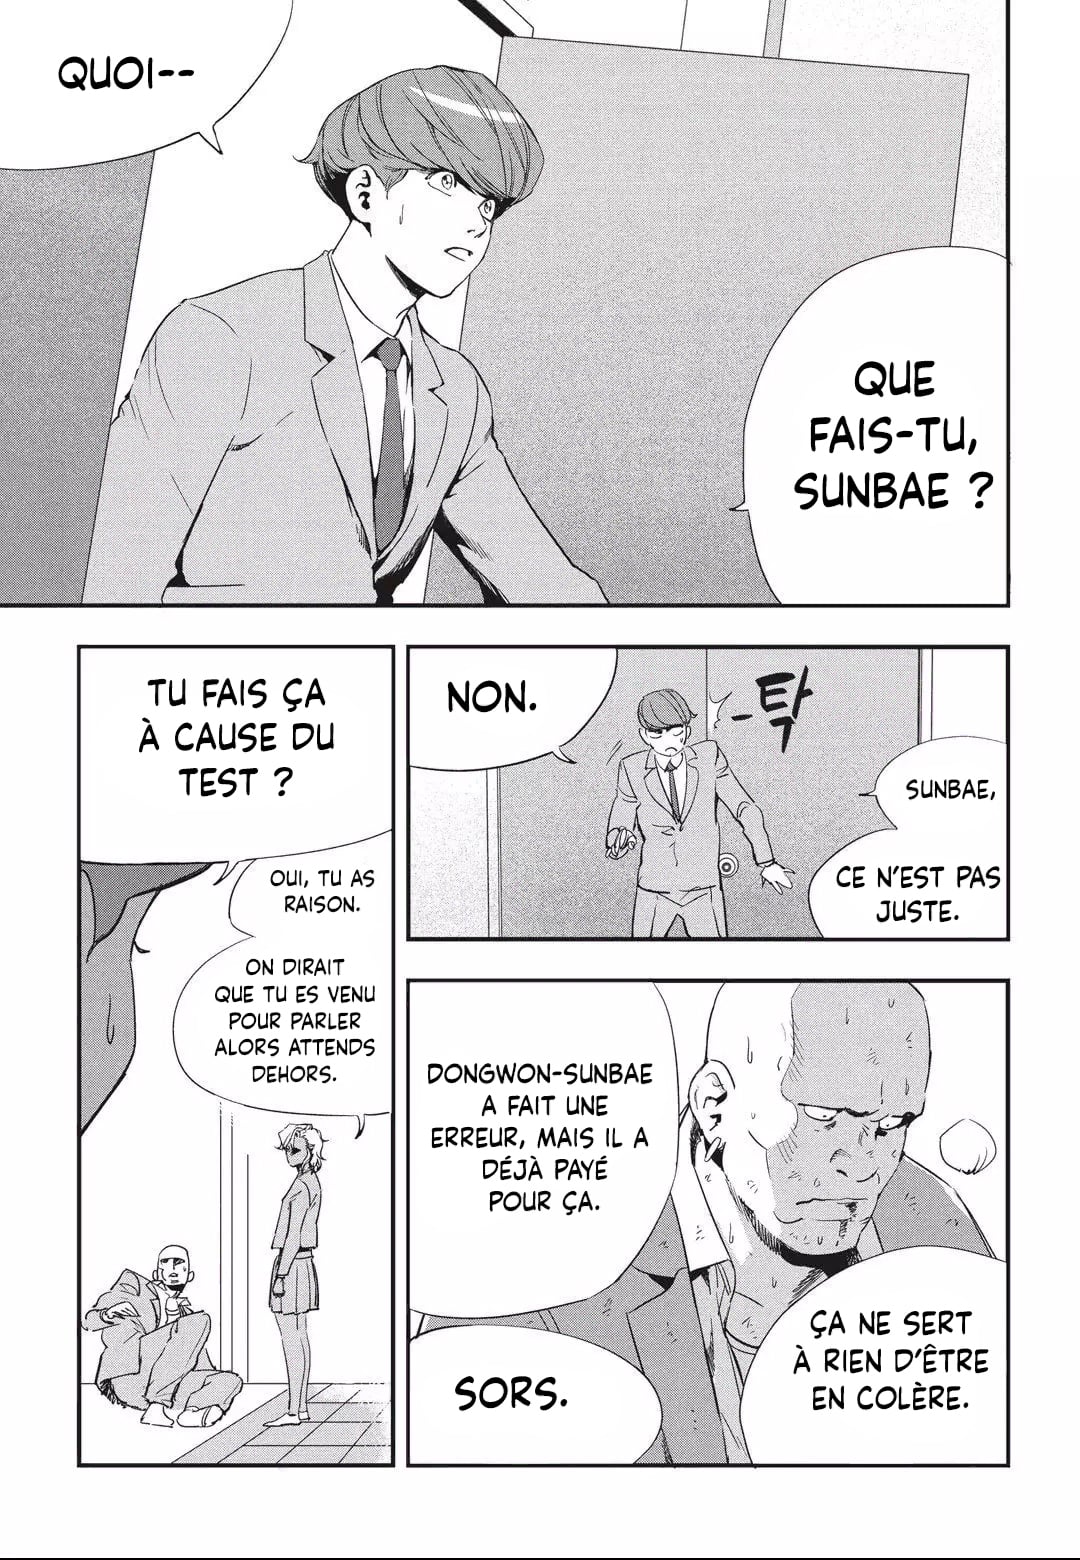 QUOI--
QUE
FAIS-TU,
SUNBAE ?
NON.
-탁
SUNBAE,
CE N'EST PAS
JUSTE.
DONGWON-SUNBAE
A FAIT UNE
ERREUR, MAIS IL A
DÉJÀ PAYÉ
POUR ÇA.
ÇA NE SERT
À RIEN D'ÊTRE
EN COLÈRE.
SORS.
TU FAIS ÇA
À CAUSE DU
TEST ?
OUI, TU AS
RAISON.
ON DIRAIT
QUE TU ES VENU
POUR PARLER
ALORS ATTENDS
DEHORS.